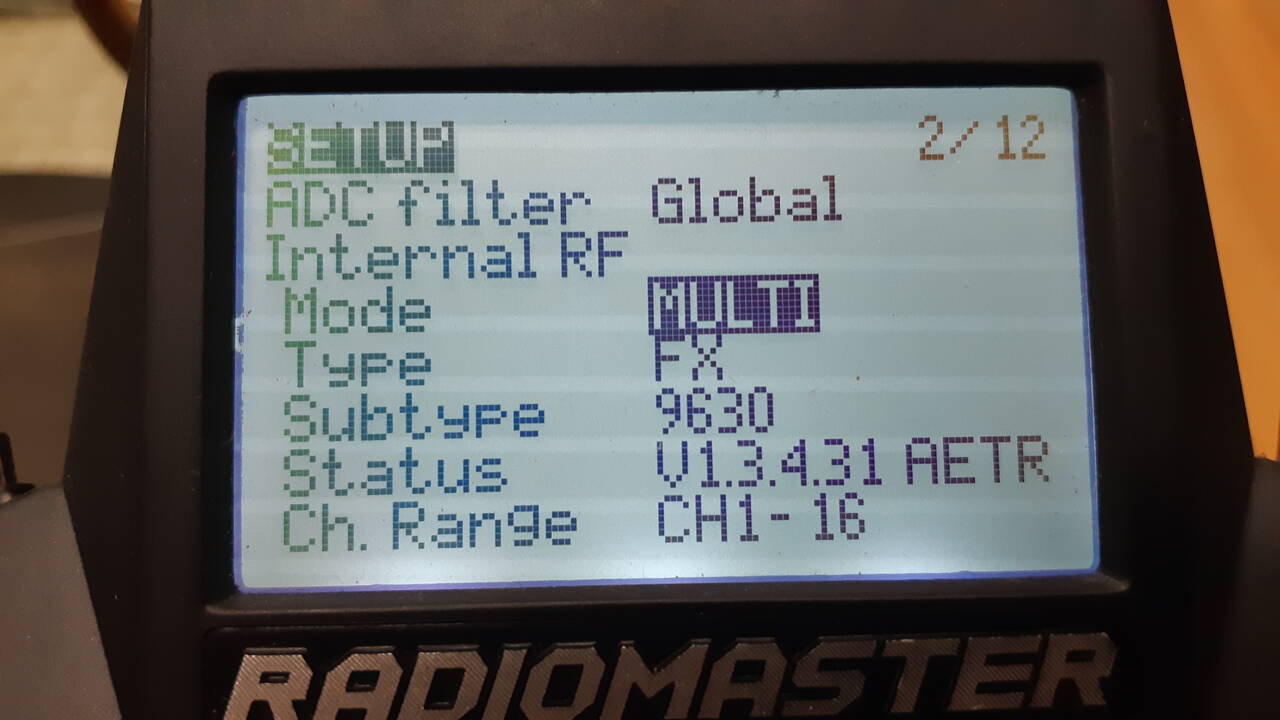 SETUP 2/12
ADC filter Global
Internal RF
Mode MULTI
Type FX
Subtype 9630
Status V1.3.4.31 AETR
Ch. Range CH1-16
RADIOMASTER